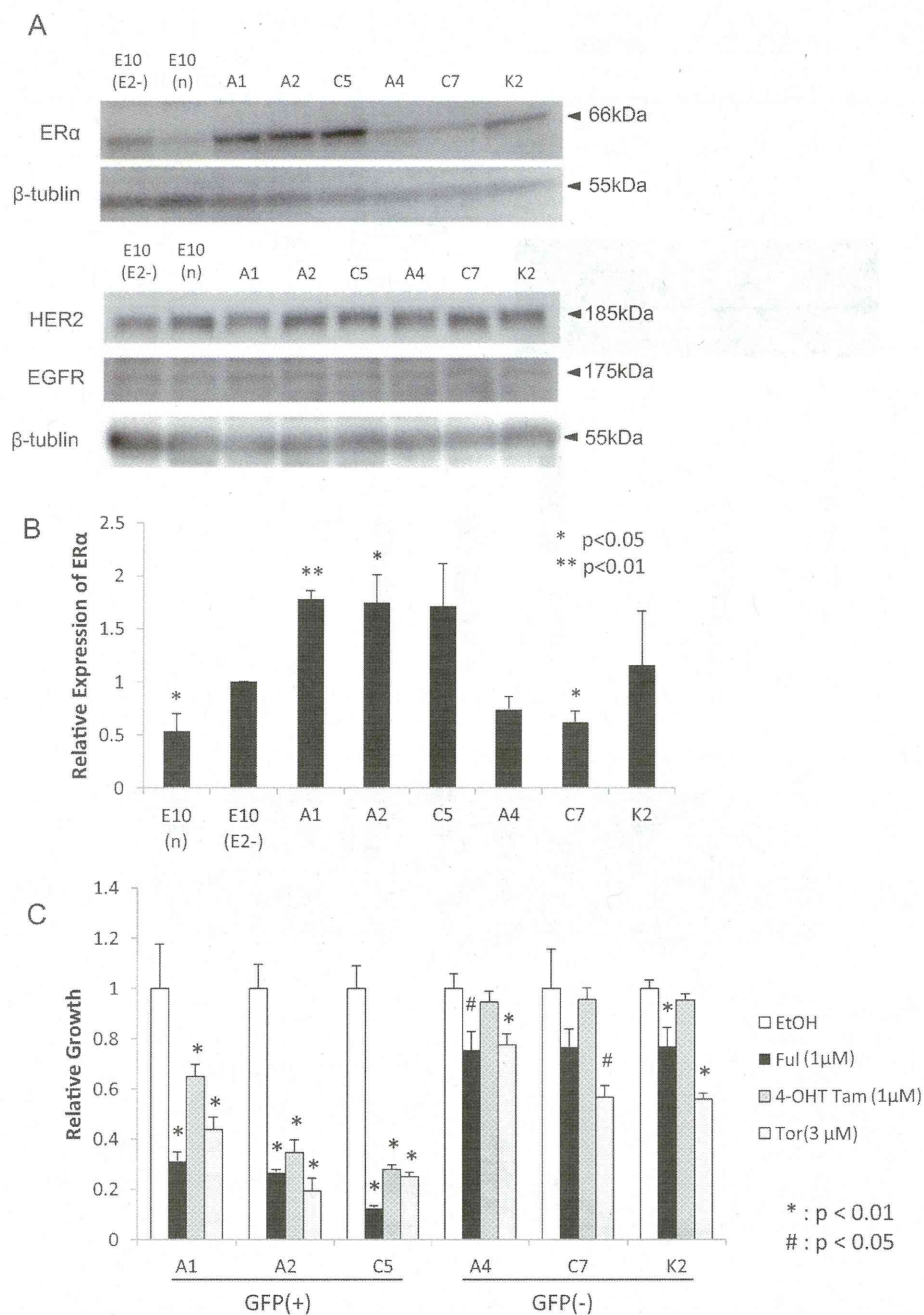 A
E10 E10
(E2-) (n) A1 A2 C5 A4 C7 K2
ERα ◄ 66kDa
β-tublin ◄ 55kDa
E10 E10
(E2-) (n) A1 A2 C5 A4 C7 K2
HER2 ◄ 185kDa
EGFR ◄ 175kDa
β-tublin ◄ 55kDa
B
Relative Expression of ERα
2.5
2
1.5
1
0.5
0
* p<0.05
** p<0.01
* ** * *
E10 E10 A1 A2 C5 A4 C7 K2
(n) (E2-)
C
Relative Growth
1.4
1.2
1
0.8
0.6
0.4
0.2
0
* * *
* * *
* * *
# *
#
* *
EtOH
Ful (1μM)
4-OHT Tam (1μM)
Tor(3 μM)
* : p < 0.01
# : p < 0.05
A1 A2 C5 A4 C7 K2
GFP(+) GFP(-)